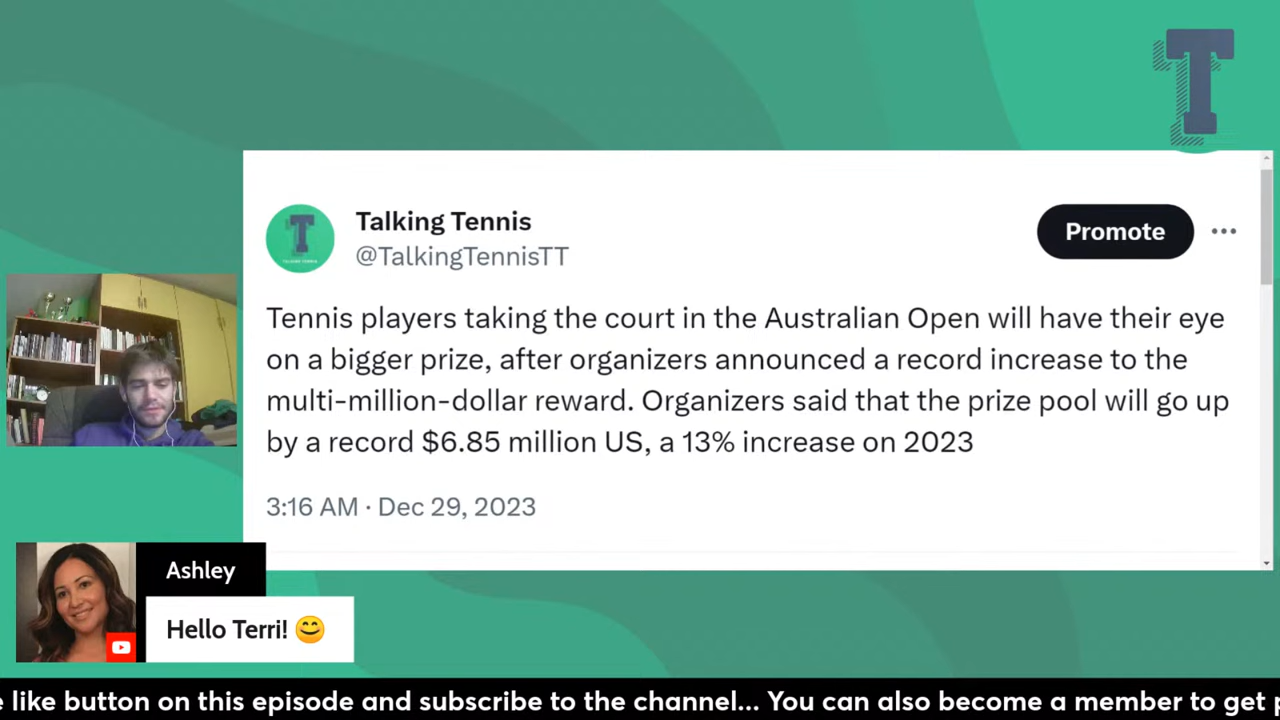 T
Talking Tennis
@TalkingTennisTT
Promote
Tennis players taking the court in the Australian Open will have their eye
on a bigger prize, after organizers announced a record increase to the
multi-million-dollar reward. Organizers said that the prize pool will go up
by a record $6.85 million US, a 13% increase on 2023
3:16 AM · Dec 29, 2023
Ashley
Hello Terri! 😊
like button on this episode and subscribe to the channel... You can also become a member to get